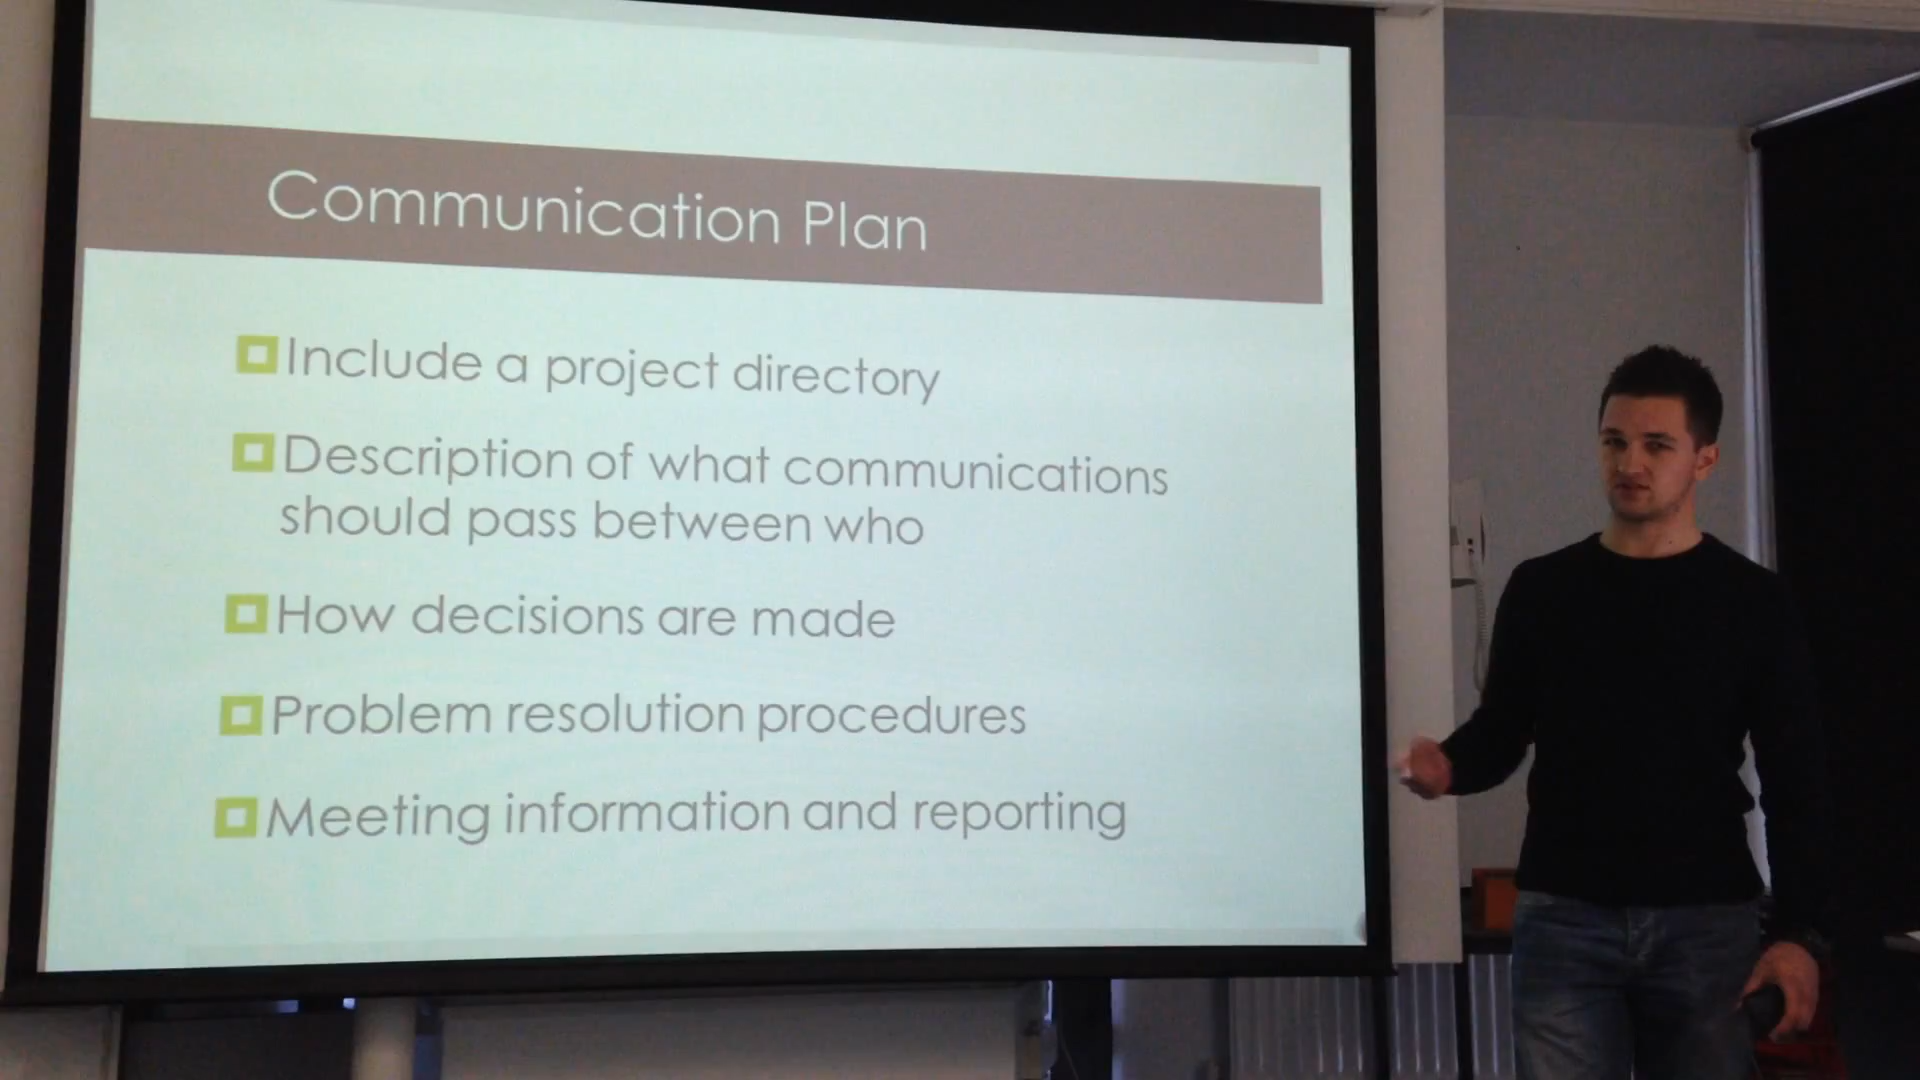 Communication Plan
Include a project directory
Description of what communications
should pass between who
How decisions are made
Problem resolution procedures
Meeting information and reporting